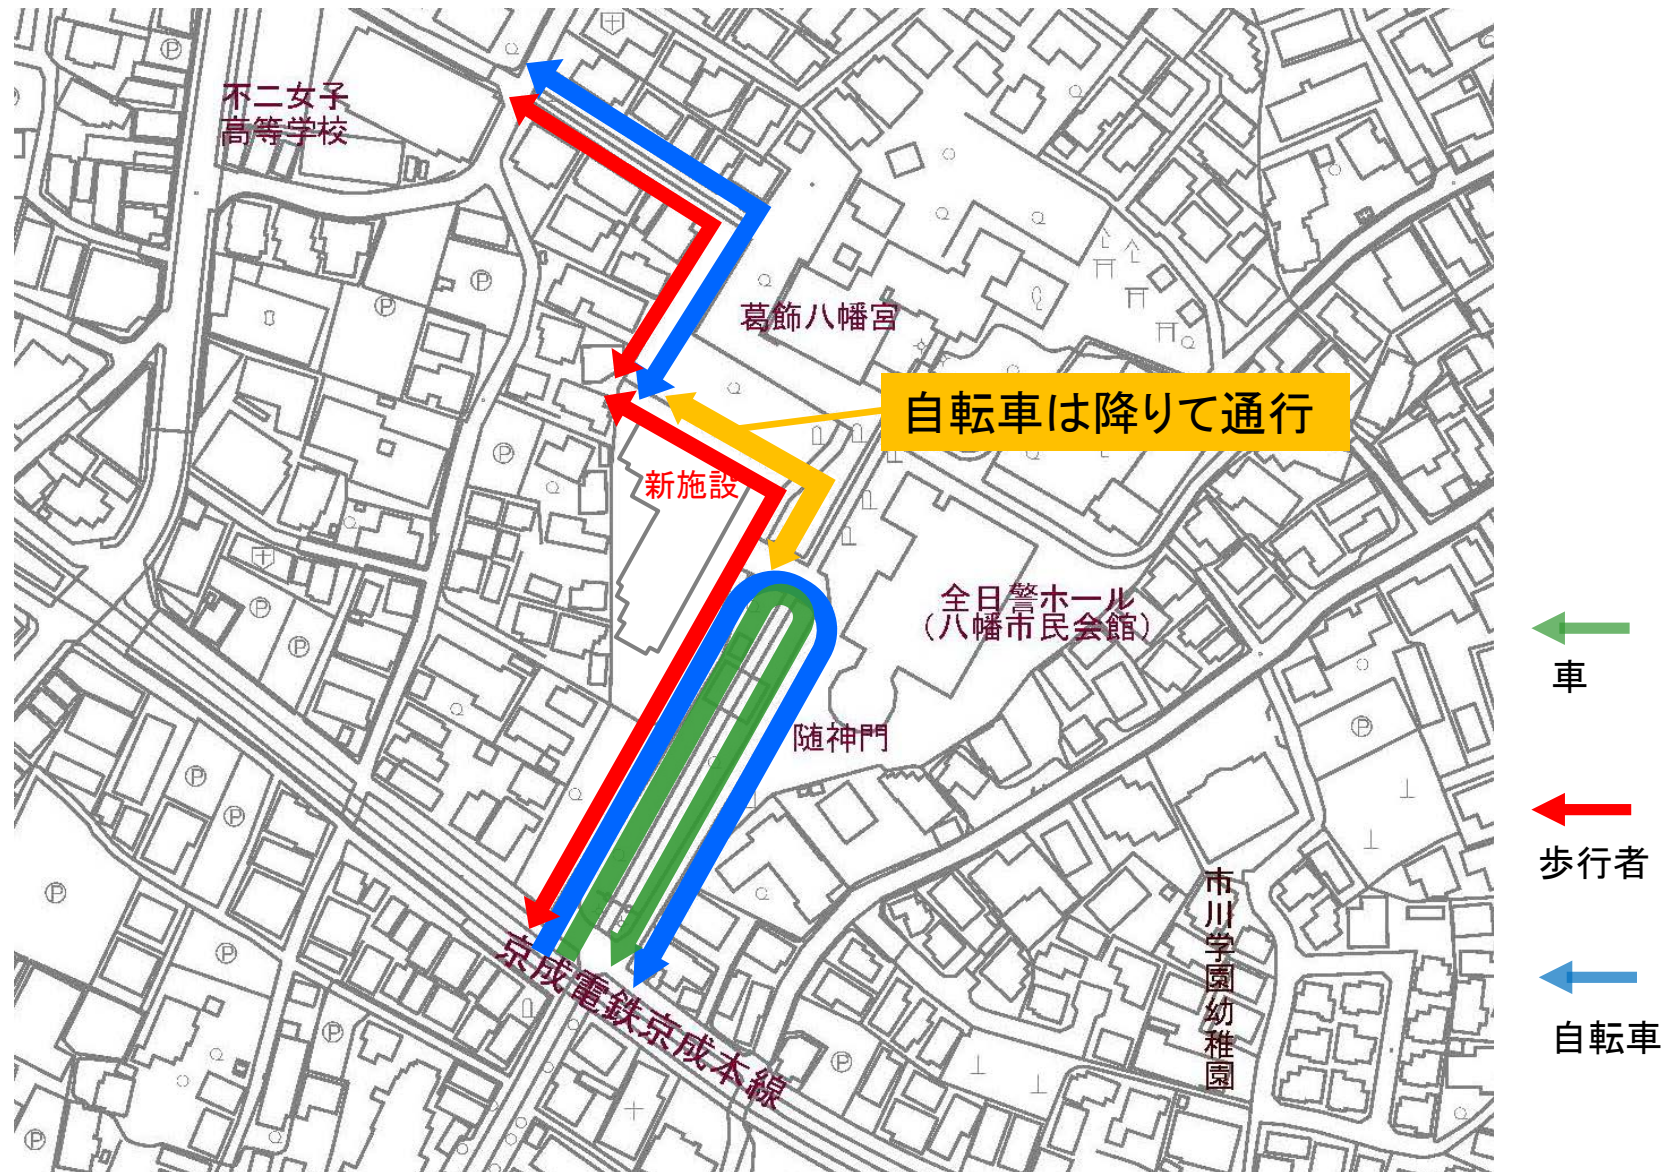 不二女子
高等学校
葛飾八幡宮
自転車は降りて通行
新施設
全日警ホール
(八幡市民会館)
随神門
京成電鉄京成本線
市川学園幼稚園
車
歩行者
自転車